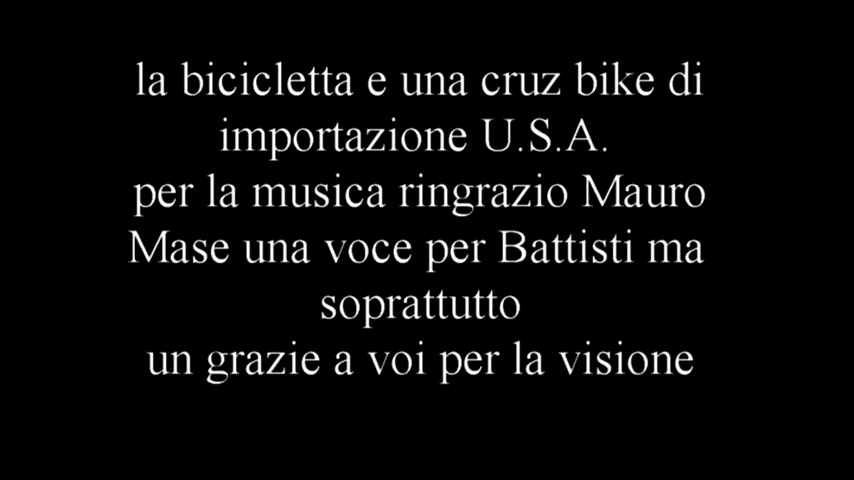 la bicicletta e una cruz bike di
importazione U.S.A.
per la musica ringrazio Mauro
Mase una voce per Battisti ma
soprattutto
un grazie a voi per la visione